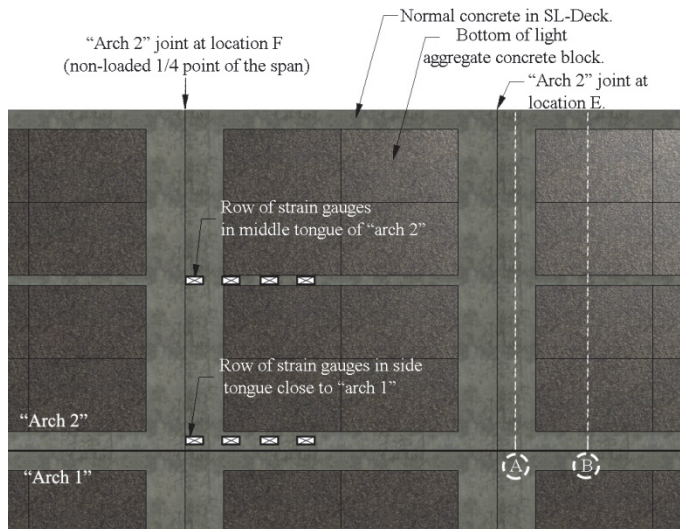 Normal concrete in SL-Deck.
“Arch 2” joint at location F
(non-loaded 1/4 point of the span)
Bottom of light
aggregate concrete block.
“Arch 2” joint at
location E.
Row of strain gauges
in middle tongue of “arch 2”
Row of strain gauges in side
tongue close to “arch 1”
“Arch 2”
“Arch 1”
A
B